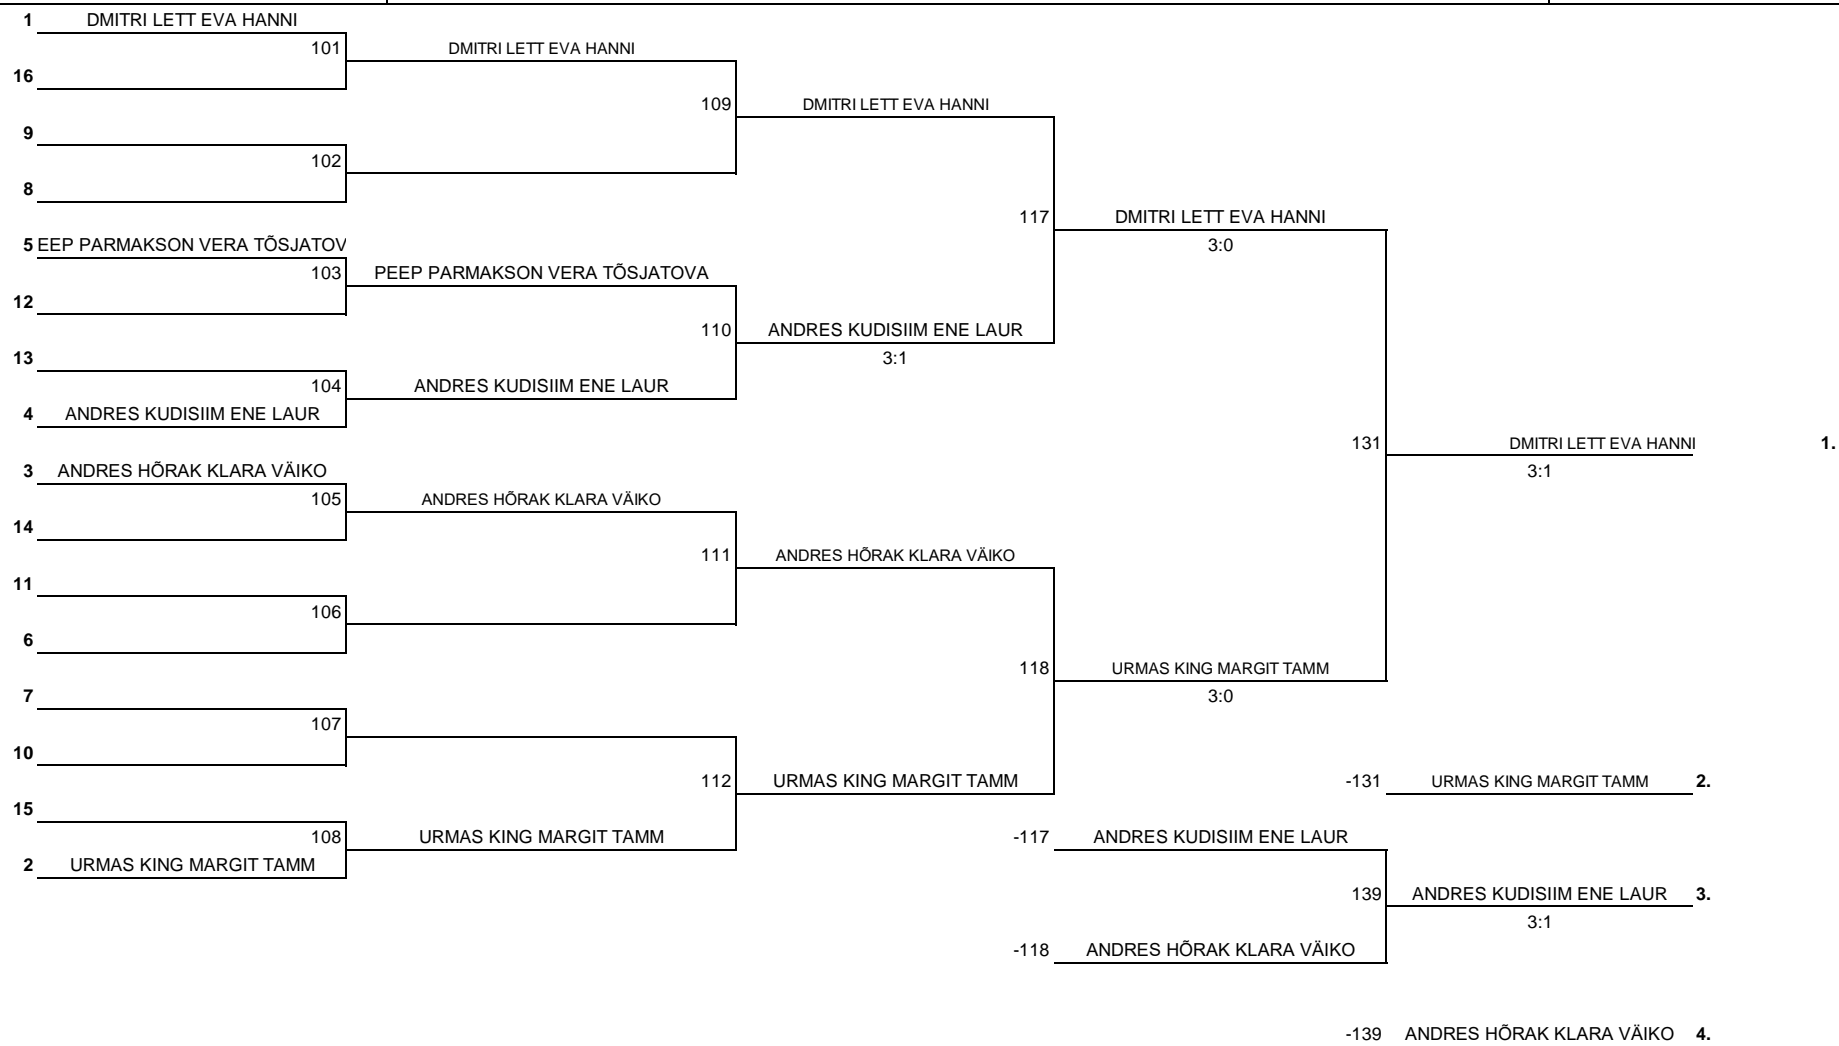 1 DMITRI LETT EVA HANNI
101 DMITRI LETT EVA HANNI
16
109 DMITRI LETT EVA HANNI
9
102
8
117 DMITRI LETT EVA HANNI
5 EEP PARMAKSON VERA TÕSJATOV
3:0
103 PEEP PARMAKSON VERA TÕSJATOVA
12
110 ANDRES KUDISIIM ENE LAUR
13
3:1
104 ANDRES KUDISIIM ENE LAUR
4 ANDRES KUDISIIM ENE LAUR
131 DMITRI LETT EVA HANNI 1.
3 ANDRES HÕRAK KLARA VÄIKO
3:1
105 ANDRES HÕRAK KLARA VÄIKO
14
111 ANDRES HÕRAK KLARA VÄIKO
11
106
6
118 URMAS KING MARGIT TAMM
7
3:0
107
10
112 URMAS KING MARGIT TAMM
-131 URMAS KING MARGIT TAMM 2.
15
108 URMAS KING MARGIT TAMM
-117 ANDRES KUDISIIM ENE LAUR
2 URMAS KING MARGIT TAMM
139 ANDRES KUDISIIM ENE LAUR 3.
3:1
-118 ANDRES HÕRAK KLARA VÄIKO
-139 ANDRES HÕRAK KLARA VÄIKO 4.